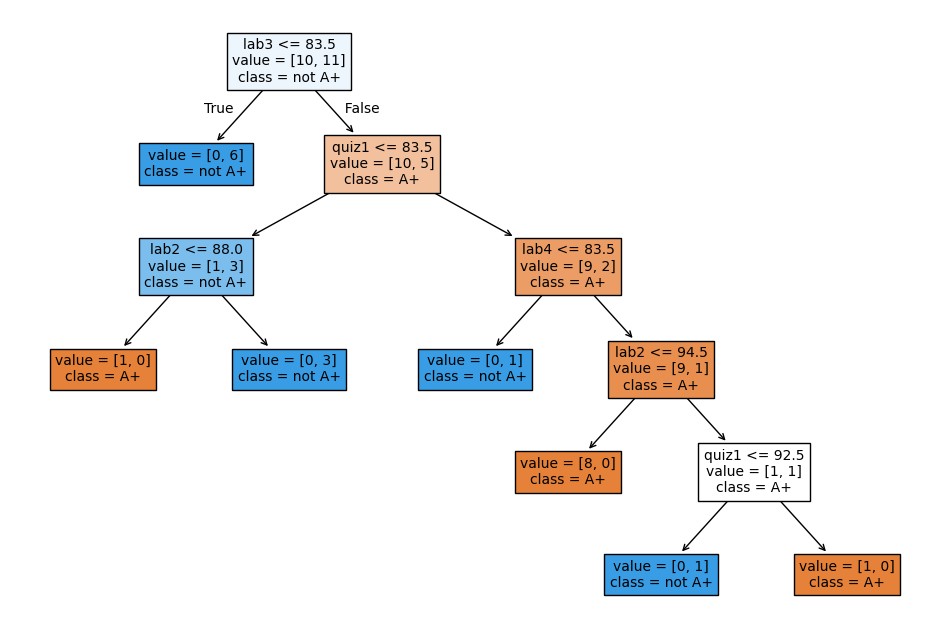 lab3 <= 83.5
value = [10, 11]
class = not A+
True
False
value = [0, 6]
class = not A+
quiz1 <= 83.5
value = [10, 5]
class = A+
lab2 <= 88.0
value = [1, 3]
class = not A+
lab4 <= 83.5
value = [9, 2]
class = A+
value = [1, 0]
class = A+
value = [0, 3]
class = not A+
value = [0, 1]
class = not A+
lab2 <= 94.5
value = [9, 1]
class = A+
value = [8, 0]
class = A+
quiz1 <= 92.5
value = [1, 1]
class = A+
value = [0, 1]
class = not A+
value = [1, 0]
class = A+